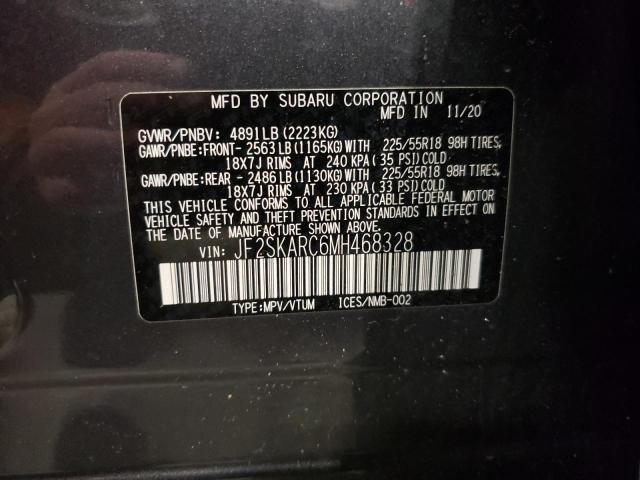 MFD BY SUBARU CORPORATION
MFD IN 11/20
GVWR/PNBV: 4891LB (2223KG)
GAWR/PNBE:FRONT- 2563LB(1165KG)WITH 225/55R18 98H TIRES,
18X7J RIMS AT 240 KPA(35 PSI)COLD
GAWR/PNBE:REAR - 2486LB(1130KG)WITH 225/55R18 98H TIRES,
18X7J RIMS AT 230 KPA(33 PSI)COLD
THIS VEHICLE CONFORMS TO ALL APPLICABLE FEDERAL MOTOR
VEHICLE SAFETY AND THEFT PREVENTION STANDARDS IN EFFECT
ON THE DATE OF MANUFACTURE SHOWN ABOVE.
VIN: JF2SKARC6MH468328
TYPE:MPV/VTUM ICES/NMB-002